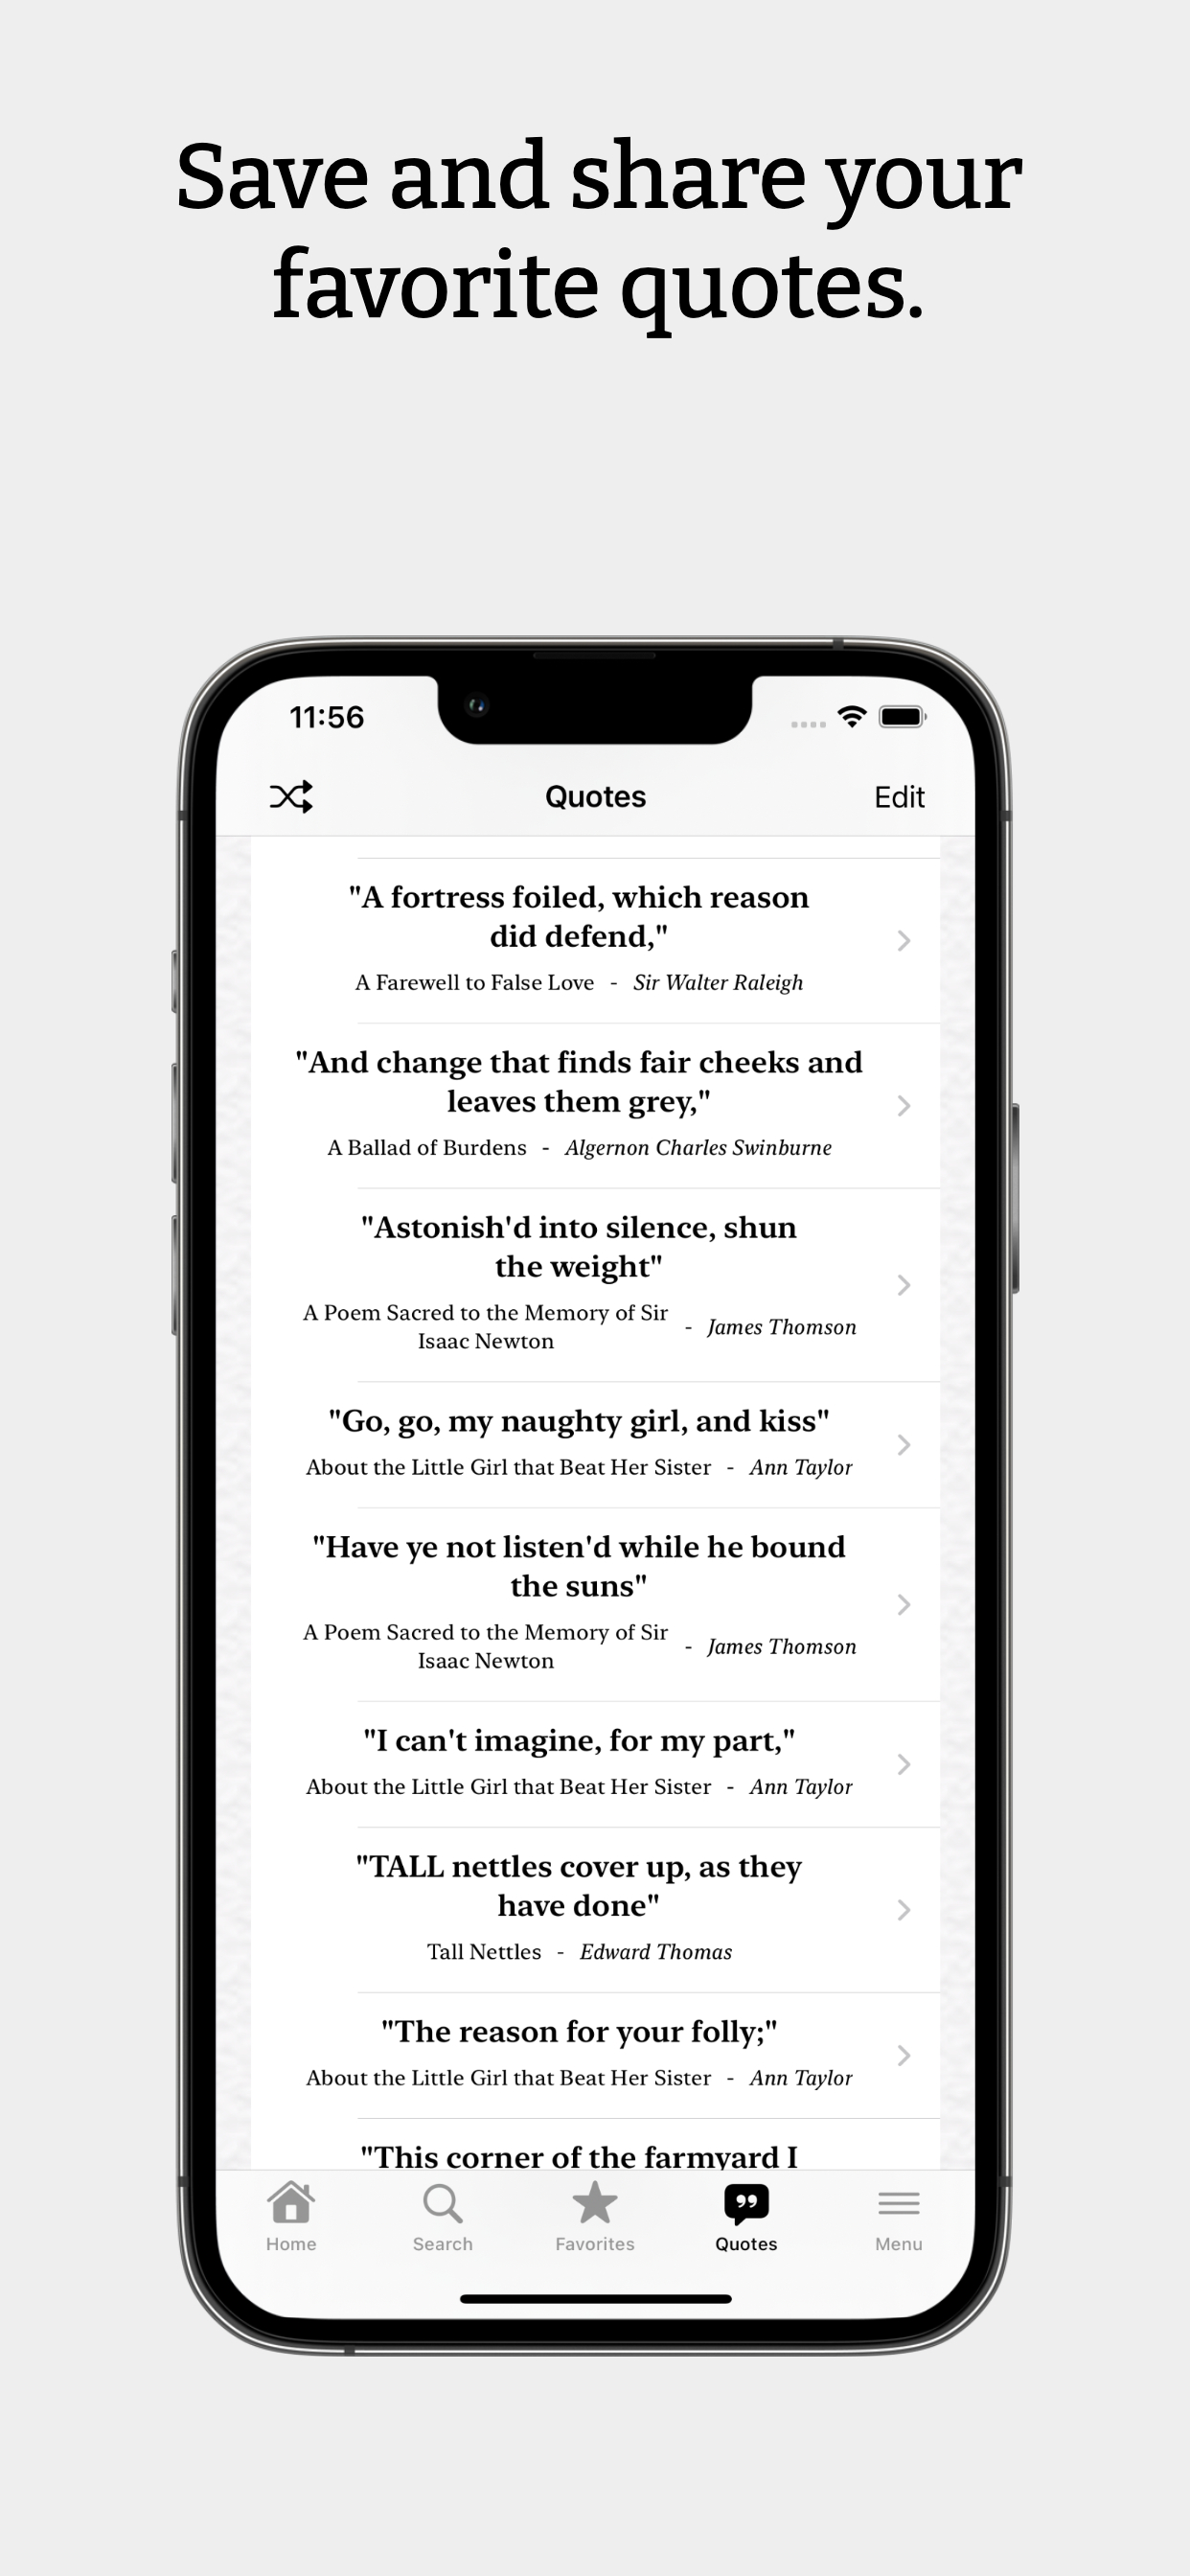 Save and share your
favorite quotes.
11:56
Quotes
Edit
"A fortress foiled, which reason
did defend,"
A Farewell to False Love - Sir Walter Raleigh
"And change that finds fair cheeks and
leaves them grey,"
A Ballad of Burdens - Algernon Charles Swinburne
"Astonish'd into silence, shun
the weight"
A Poem Sacred to the Memory of Sir
Isaac Newton
- James Thomson
"Go, go, my naughty girl, and kiss"
About the Little Girl that Beat Her Sister - Ann Taylor
"Have ye not listen'd while he bound
the suns"
A Poem Sacred to the Memory of Sir
Isaac Newton
- James Thomson
"I can't imagine, for my part,"
About the Little Girl that Beat Her Sister - Ann Taylor
"TALL nettles cover up, as they
have done"
Tall Nettles - Edward Thomas
"The reason for your folly;"
About the Little Girl that Beat Her Sister - Ann Taylor
"This corner of the farmyard I
Home
Search
Favorites
Quotes
Menu